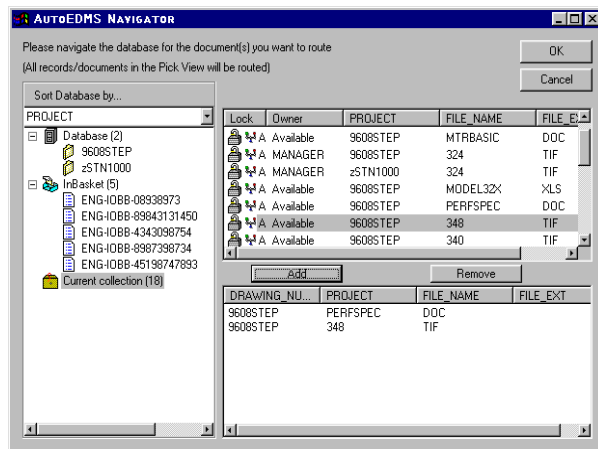 AutoEDMS Navigator
Please navigate the database for the document(s) you want to route
(All records/documents in the Pick View will be routed)
OK
Cancel
Sort Database by...
PROJECT
Database (2)
9608STEP
zSTN1000
InBasket (5)
ENG-IOBB-08938973
ENG-IOBB-89843131450
ENG-IOBB-4343098754
ENG-IOBB-8987398734
ENG-IOBB-45198747893
Current collection (18)
Lock Owner PROJECT FILE_NAME FILE_E
A Available 9608STEP MTRBASIC DOC
A MANAGER 9608STEP 324 TIF
A MANAGER zSTN1000 324 TIF
A Available 9608STEP MODEL32X XLS
A Available 9608STEP PERFSPEC DOC
A Available 9608STEP 348 TIF
A Available 9608STEP 340 TIF
Add Remove
DRAWING_NU... PROJECT FILE_NAME FILE_EXT
9608STEP PERFSPEC DOC
9608STEP 348 TIF